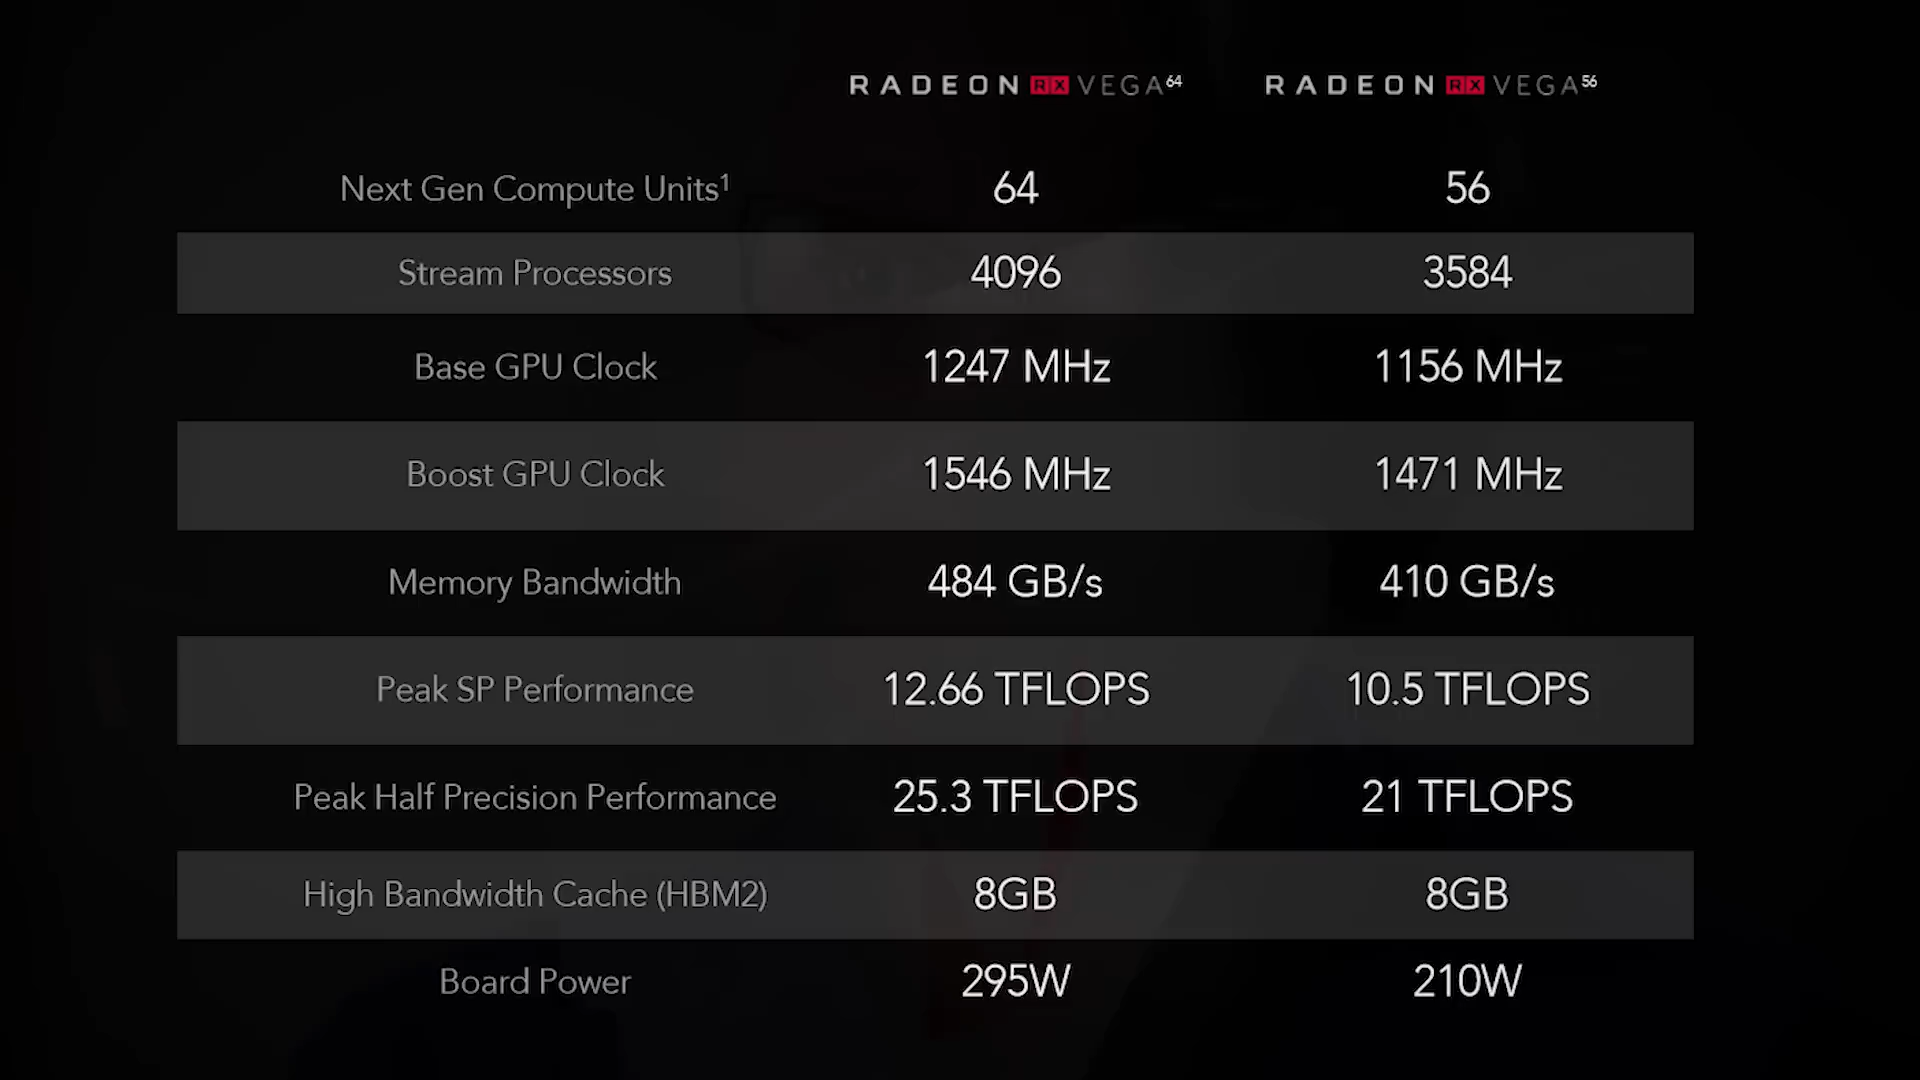 RADEON RX VEGA64 RADEON RX VEGA56
Next Gen Compute Units¹ 64 56
Stream Processors 4096 3584
Base GPU Clock 1247 MHz 1156 MHz
Boost GPU Clock 1546 MHz 1471 MHz
Memory Bandwidth 484 GB/s 410 GB/s
Peak SP Performance 12.66 TFLOPS 10.5 TFLOPS
Peak Half Precision Performance 25.3 TFLOPS 21 TFLOPS
High Bandwidth Cache (HBM2) 8GB 8GB
Board Power 295W 210W